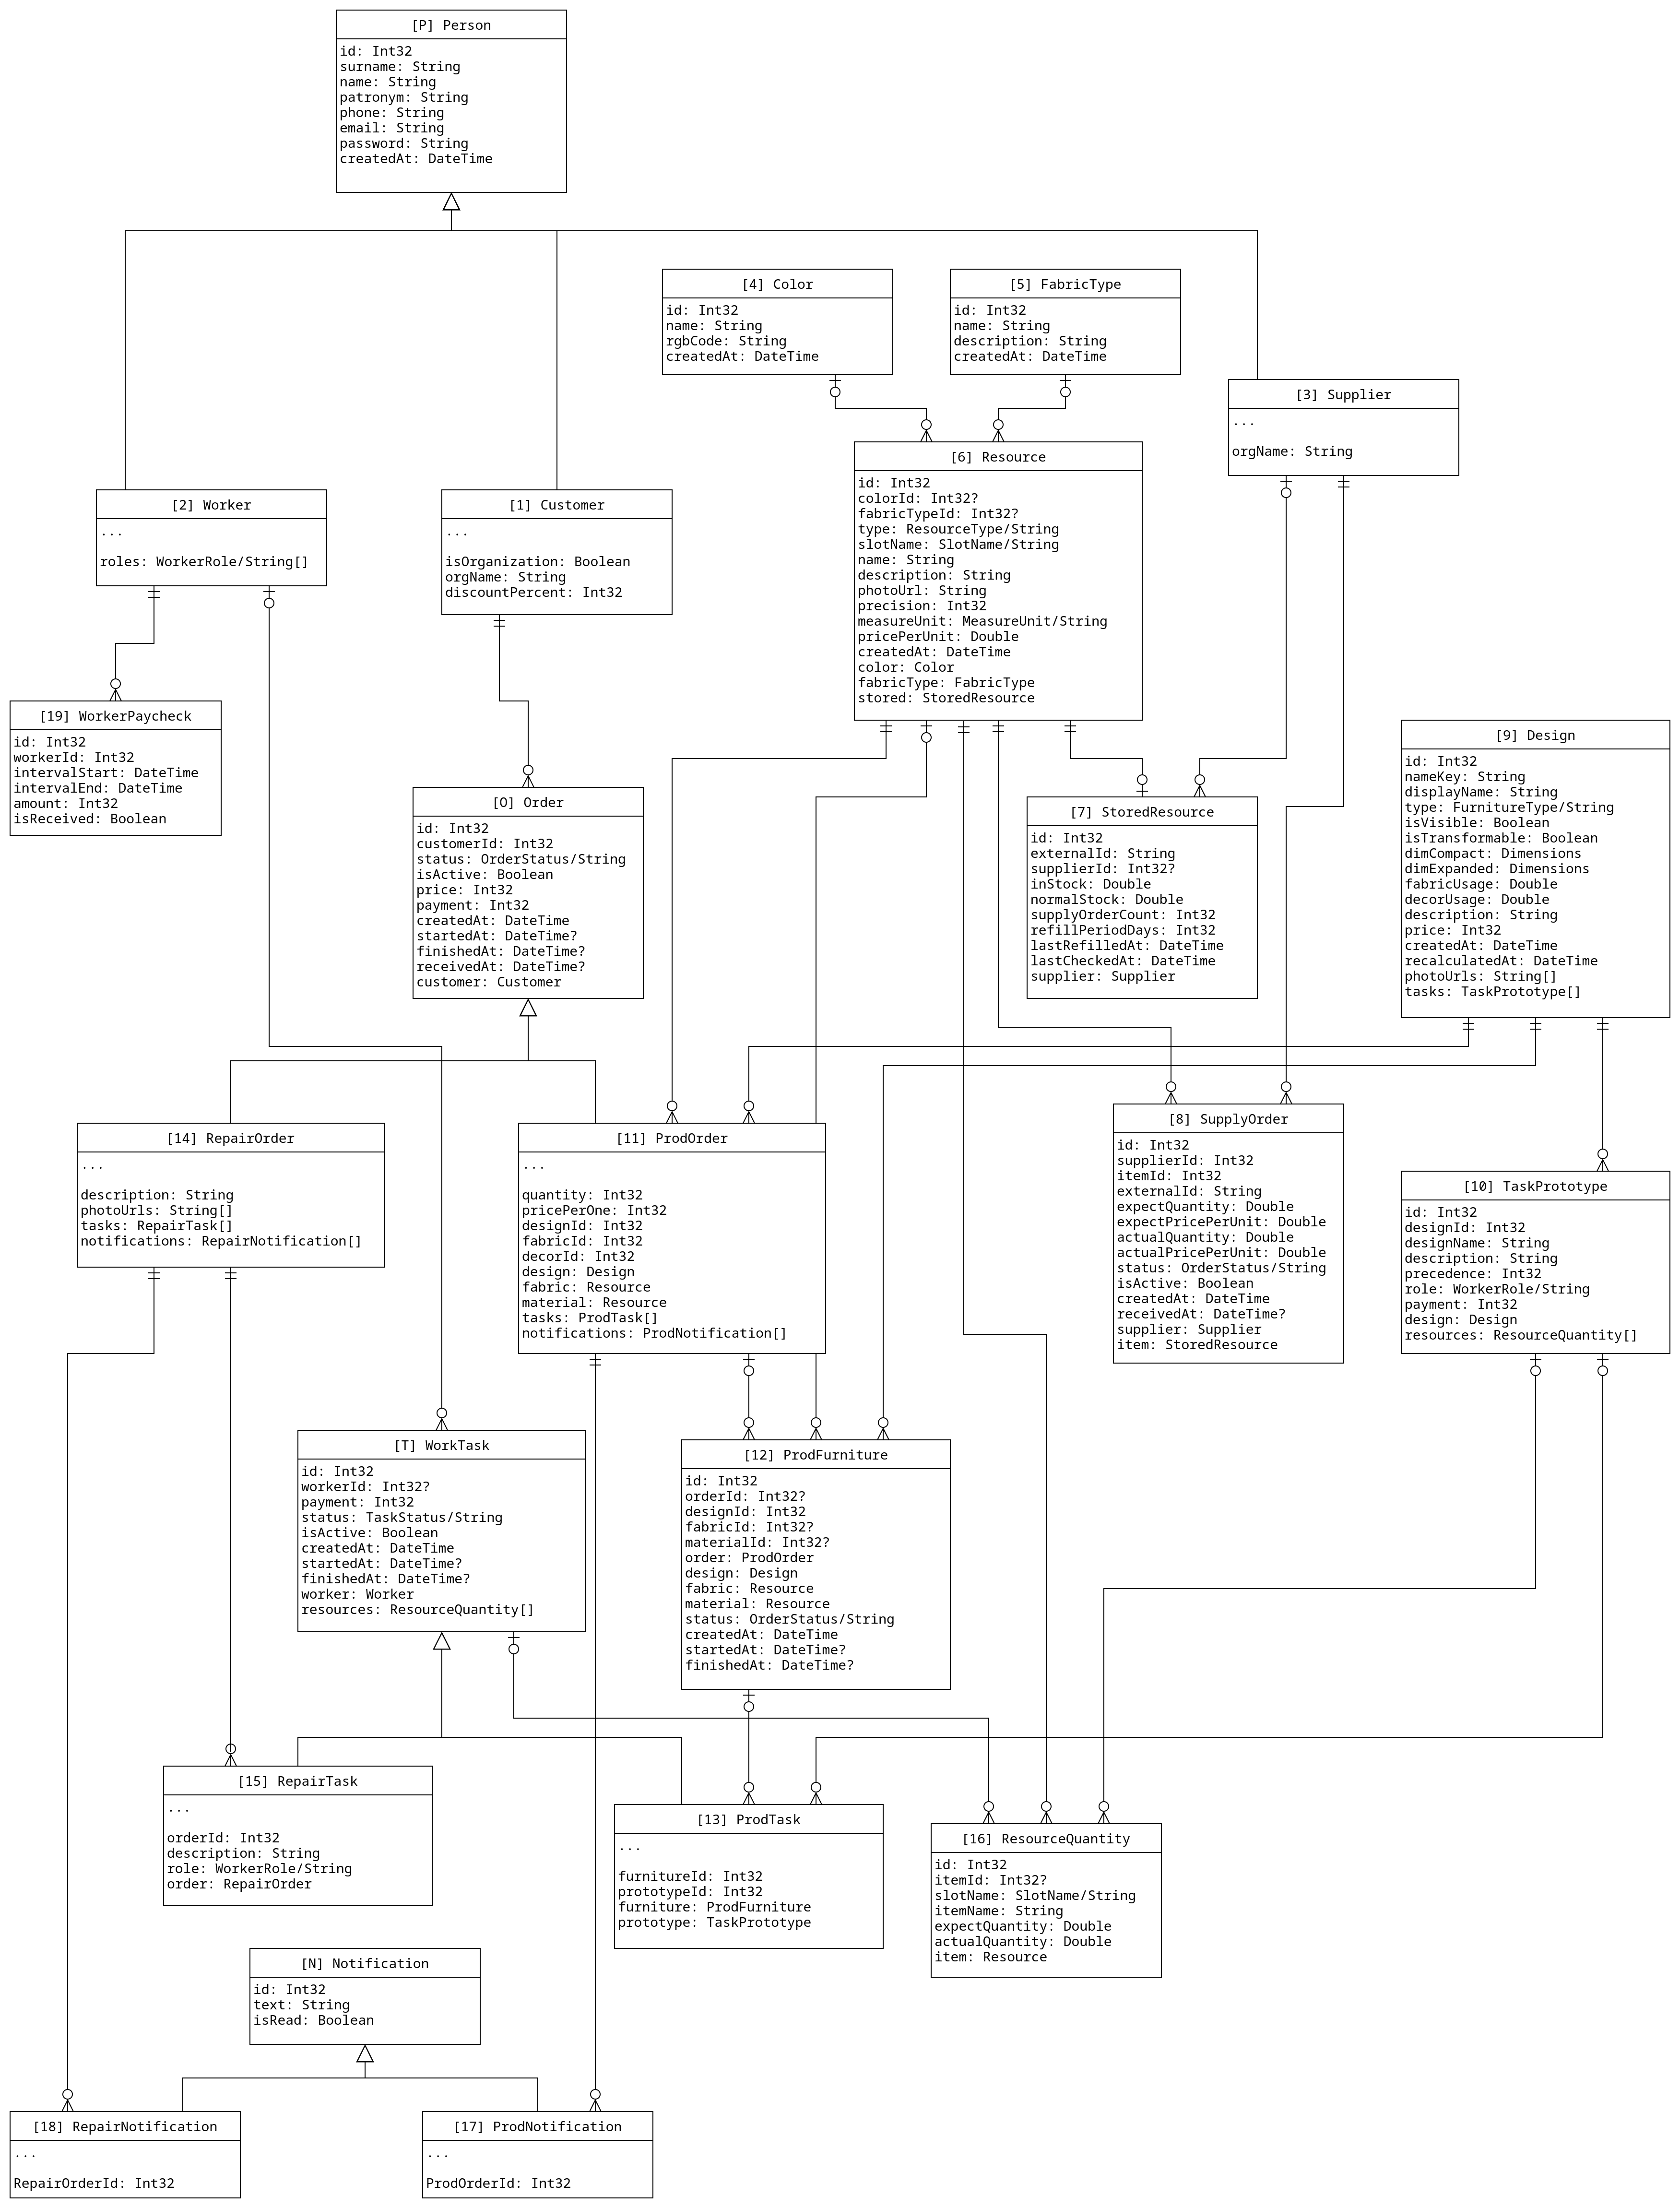 [P] Person
id: Int32
surname: String
name: String
patronym: String
phone: String
email: String
password: String
createdAt: DateTime
[4] Color
id: Int32
name: String
rgbCode: String
createdAt: DateTime
[5] FabricType
id: Int32
name: String
description: String
createdAt: DateTime
[3] Supplier
...
orgName: String
[2] Worker
...
roles: WorkerRole/String[]
[1] Customer
...
isOrganization: Boolean
orgName: String
discountPercent: Int32
[6] Resource
id: Int32
colorId: Int32?
fabricTypeId: Int32?
type: ResourceType/String
slotName: SlotName/String
name: String
description: String
photoUrl: String
precision: Int32
measureUnit: MeasureUnit/String
pricePerUnit: Double
createdAt: DateTime
color: Color
fabricType: FabricType
stored: StoredResource
[19] WorkerPaycheck
id: Int32
workerId: Int32
intervalStart: DateTime
intervalEnd: DateTime
amount: Int32
isReceived: Boolean
[O] Order
id: Int32
customerId: Int32
status: OrderStatus/String
isActive: Boolean
price: Int32
payment: Int32
createdAt: DateTime
startedAt: DateTime?
finishedAt: DateTime?
receivedAt: DateTime?
customer: Customer
[7] StoredResource
id: Int32
externalId: String
supplierId: Int32?
inStock: Double
normalStock: Double
supplyOrderCount: Int32
refillPeriodDays: Int32
lastRefilledAt: DateTime
lastCheckedAt: DateTime
supplier: Supplier
[9] Design
id: Int32
nameKey: String
displayName: String
type: FurnitureType/String
isVisible: Boolean
isTransformable: Boolean
dimCompact: Dimensions
dimExpanded: Dimensions
fabricUsage: Double
decorUsage: Double
description: String
price: Int32
createdAt: DateTime
recalculatedAt: DateTime
photoUrls: String[]
tasks: TaskPrototype[]
[14] RepairOrder
...
description: String
photoUrls: String[]
tasks: RepairTask[]
notifications: RepairNotification[]
[11] ProdOrder
...
quantity: Int32
pricePerOne: Int32
designId: Int32
fabricId: Int32
decorId: Int32
design: Design
fabric: Resource
material: Resource
tasks: ProdTask[]
notifications: ProdNotification[]
[8] SupplyOrder
id: Int32
supplierId: Int32
itemId: Int32
externalId: String
expectQuantity: Double
expectPricePerUnit: Double
actualQuantity: Double
actualPricePerUnit: Double
status: OrderStatus/String
isActive: Boolean
createdAt: DateTime
receivedAt: DateTime?
supplier: Supplier
item: StoredResource
[10] TaskPrototype
id: Int32
designId: Int32
designName: String
description: String
precedence: Int32
role: WorkerRole/String
payment: Int32
design: Design
resources: ResourceQuantity[]
[T] WorkTask
id: Int32
workerId: Int32?
payment: Int32
status: TaskStatus/String
isActive: Boolean
createdAt: DateTime
startedAt: DateTime?
finishedAt: DateTime?
worker: Worker
resources: ResourceQuantity[]
[12] ProdFurniture
id: Int32
orderId: Int32?
designId: Int32
fabricId: Int32?
materialId: Int32?
order: ProdOrder
design: Design
fabric: Resource
material: Resource
status: OrderStatus/String
createdAt: DateTime
startedAt: DateTime?
finishedAt: DateTime?
[15] RepairTask
...
orderId: Int32
description: String
role: WorkerRole/String
order: RepairOrder
[13] ProdTask
...
furnitureId: Int32
prototypeId: Int32
furniture: ProdFurniture
prototype: TaskPrototype
[16] ResourceQuantity
id: Int32
itemId: Int32?
slotName: SlotName/String
itemName: String
expectQuantity: Double
actualQuantity: Double
item: Resource
[N] Notification
id: Int32
text: String
isRead: Boolean
[18] RepairNotification
...
RepairOrderId: Int32
[17] ProdNotification
...
ProdOrderId: Int32